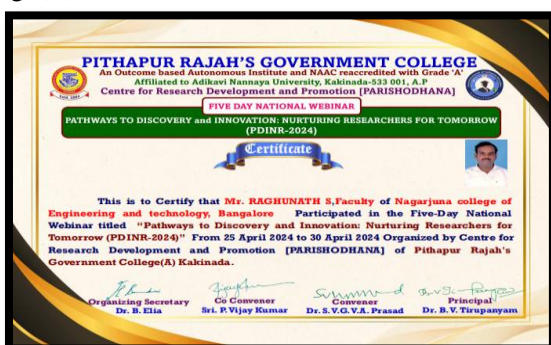 PITHAPUR RAJAH'S GOVERNMENT COLLEGE
An Outcome based Autonomous Institute and NAAC reaccredited with Grade 'A'
Affiliated to Adikavi Nannaya University, Kakinada-533 001, A.P
Centre for Research Development and Promotion [PARISHODHANA]
FIVE DAY NATIONAL WEBINAR
PATHWAYS TO DISCOVERY and INNOVATION: NURTURING RESEARCHERS FOR TOMORROW
(PDINR-2024)
Certificate
This is to Certify that Mr. RAGHUNATH S,Faculty of Nagarjuna college of
Engineering and technology, Bangalore Participated in the Five-Day National
Webinar titled "Pathways to Discovery and Innovation: Nurturing Researchers for
Tomorrow (PDINR-2024)" From 25 April 2024 to 30 April 2024 Organized by Centre for
Research Development and Promotion [PARISHODHANA] of Pithapur Rajah's
Government College(A) Kakinada.
Organizing Secretary
Dr. B. Elia
Co Convener
Sri. P. Vijay Kumar
Convener
Dr. S.V.G.V.A. Prasad
Principal
Dr. B.V. Tirupanyam